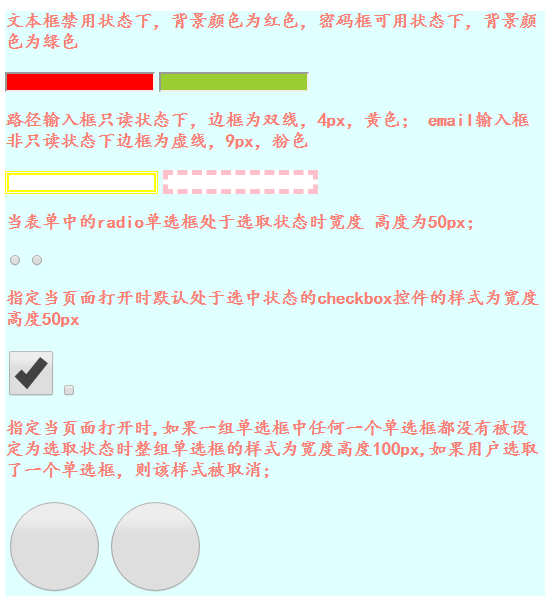 文本框禁用状态下，背景颜色为红色，密码框可用状态下，背景颜
色为绿色
路径输入框只读状态下，边框为双线，4px，黄色； email输入框
非只读状态下边框为虚线，9px，粉色
当表单中的radio单选框处于选取状态时宽度 高度为50px；
指定当页面打开时默认处于选中状态的checkbox控件的样式为宽度
高度50px
指定当页面打开时,如果一组单选框中任何一个单选框都没有被设
定为选取状态时整组单选框的样式为宽度高度100px,如果用户选取
了一个单选框，则该样式被取消；